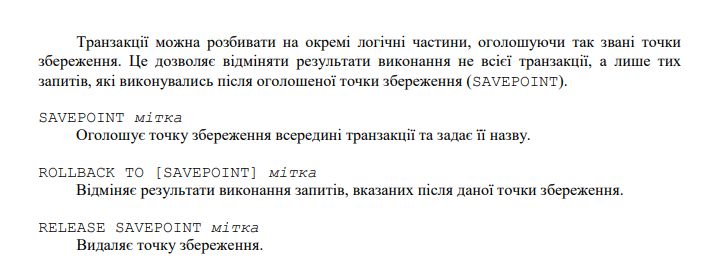 Транзакції можна розбивати на окремі логічні частини, оголошуючи так звані точки
збереження. Це дозволяє відміняти результати виконання не всієї транзакції, а лише тих
запитів, які виконувались після оголошеної точки збереження (SAVEPOINT).
SAVEPOINT мітка
Оголошує точку збереження всередині транзакції та задає її назву.
ROLLBACK TO [SAVEPOINT] мітка
Відміняє результати виконання запитів, вказаних після даної точки збереження.
RELEASE SAVEPOINT мітка
Видаляє точку збереження.